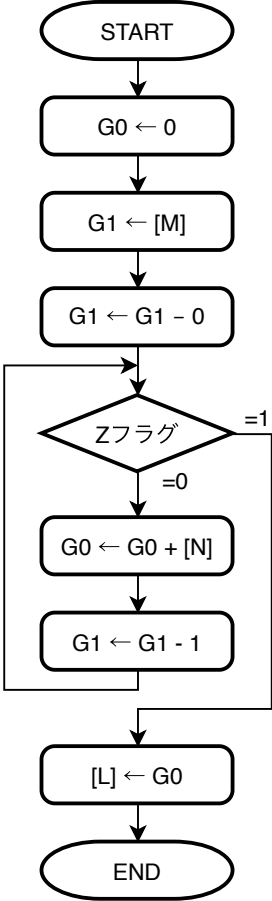 START
G0 ← 0
G1 ← [M]
G1 ← G1 − 0
Zフラグ
=1
=0
G0 ← G0 + [N]
G1 ← G1 - 1
[L] ← G0
END